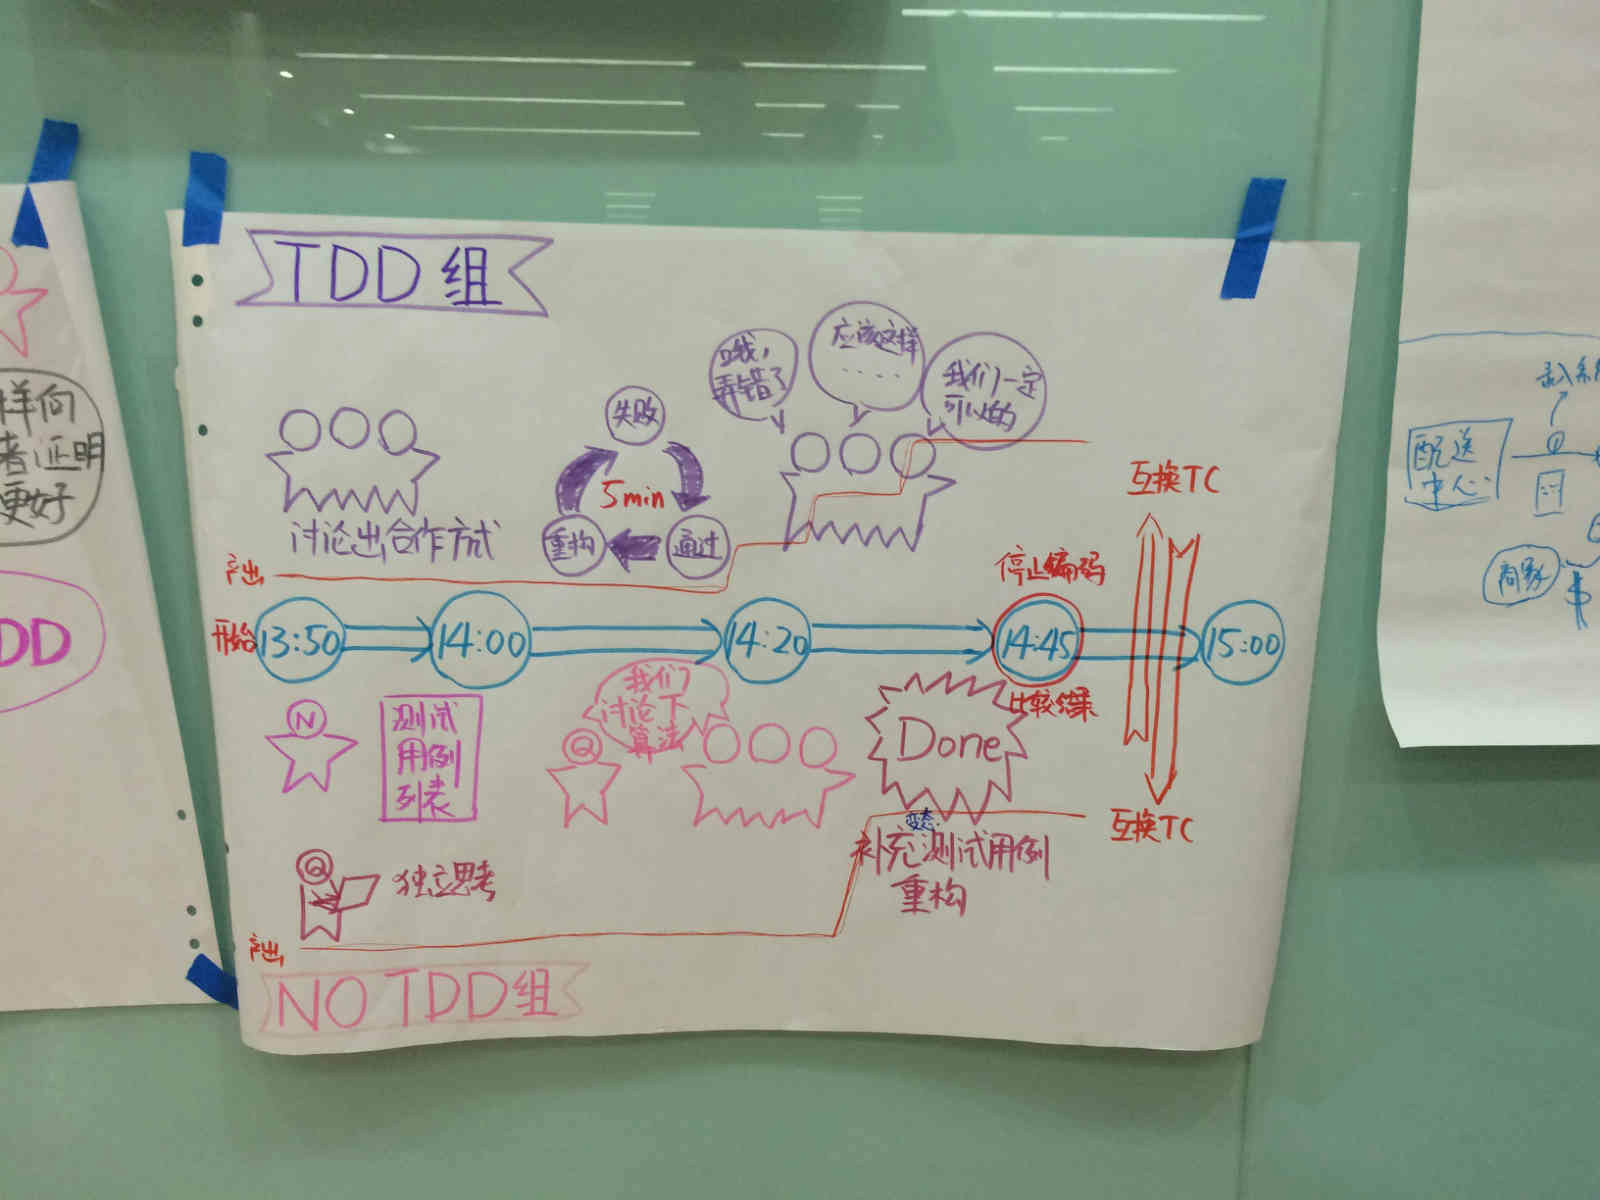 TDD组
哦,
弄错了
应该这样
.....
我们一定
可以的
失败
5min
重构
通过
讨论出合作方式
产出
互换TC
停止编码
开始
13:50
14:00
14:20
14:45
15:00
比较结果
N
测试
用例
列表
我们
讨论下
算法
Q
Done
互换TC
变态
补充测试用例
重构
Q
独立思考
产出
NO TDD组
样向
者证明
更好
DD
配送
中心